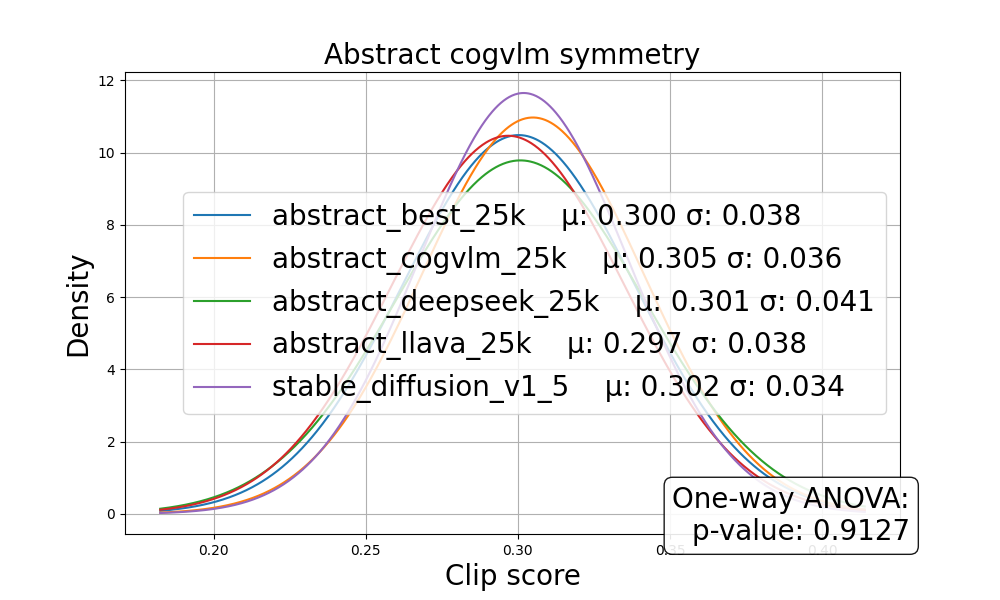 Abstract cogvlm symmetry
12
10
8
6
4
2
0
Density
abstract_best_25k μ: 0.300 σ: 0.038
abstract_cogvlm_25k μ: 0.305 σ: 0.036
abstract_deepseek_25k μ: 0.301 σ: 0.041
abstract_llava_25k μ: 0.297 σ: 0.038
stable_diffusion_v1_5 μ: 0.302 σ: 0.034
One-way ANOVA:
p-value: 0.9127
0.20 0.25 0.30 0.35 0.40
Clip score